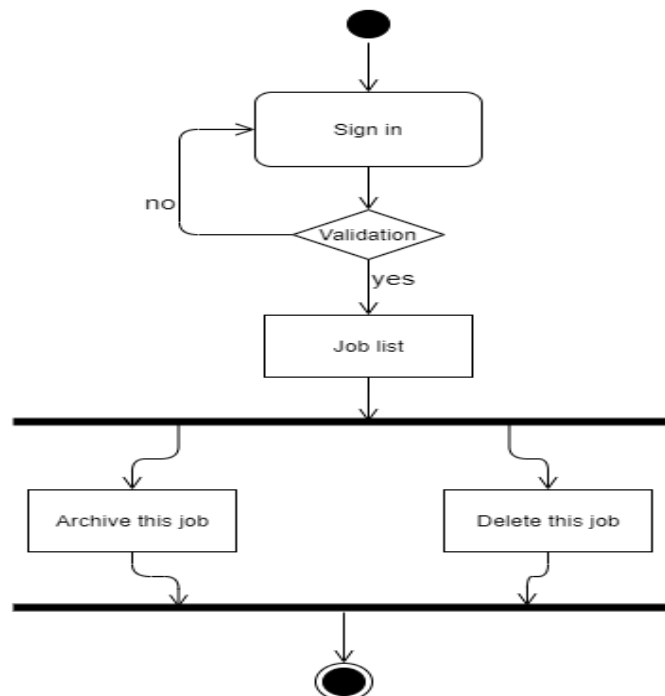 Sign in
no
Validation
yes
Job list
Archive this job
Delete this job